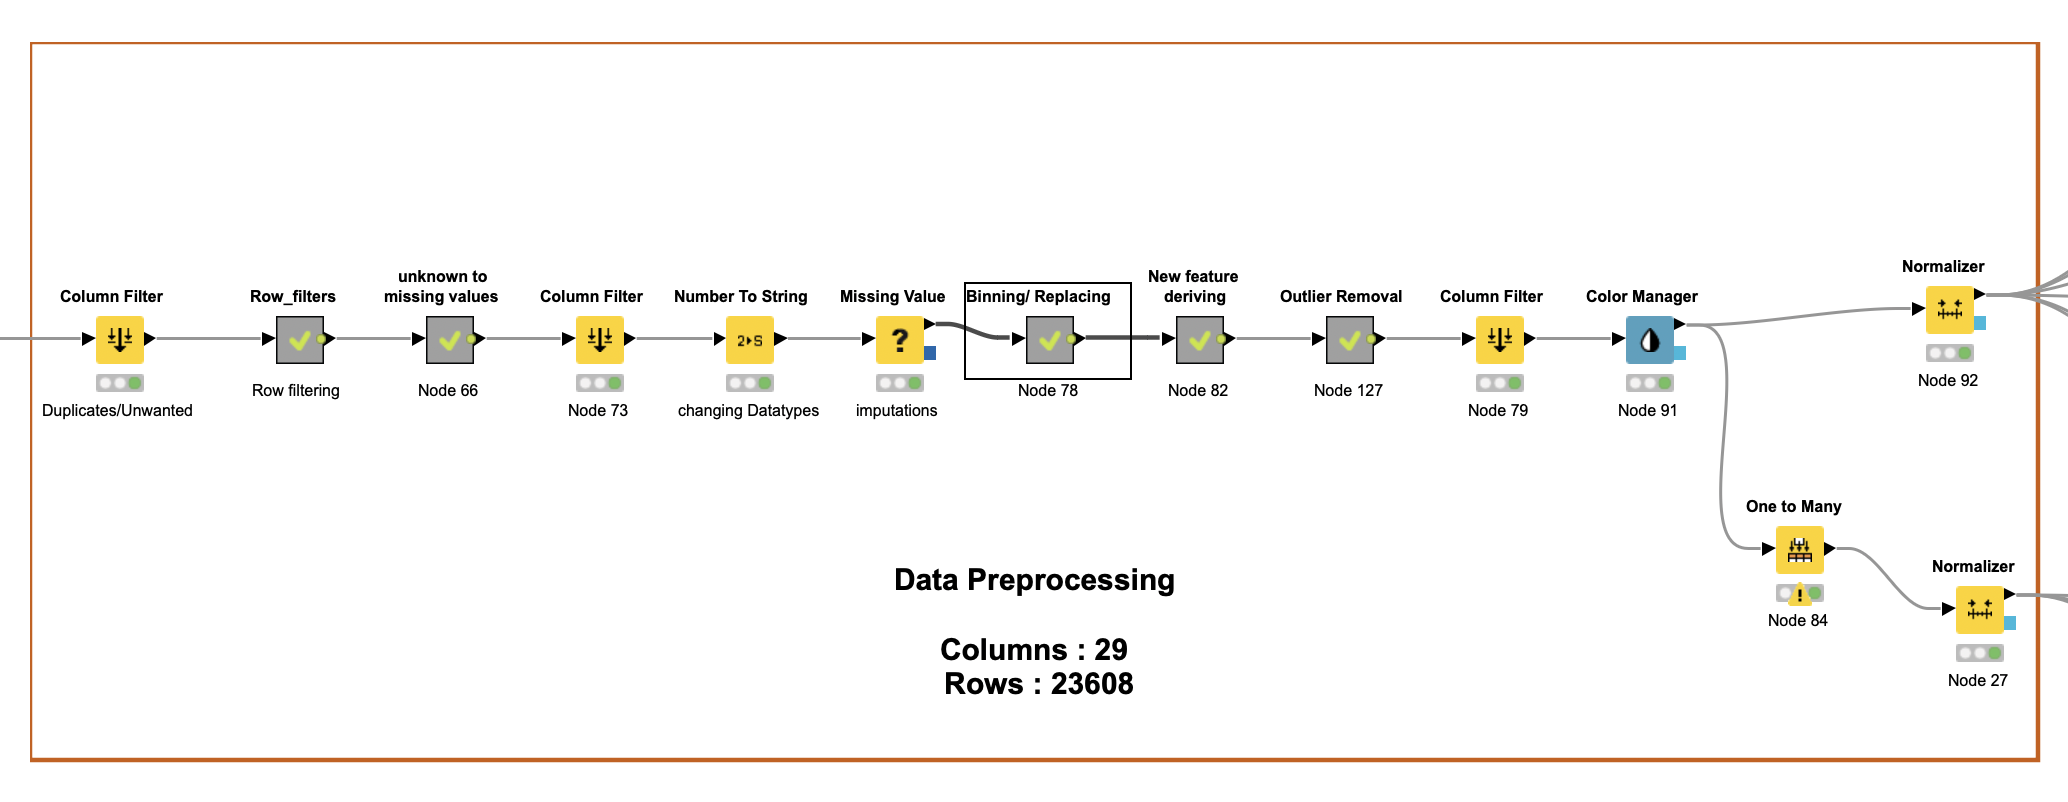 Column Filter
Duplicates/Unwanted
Row_filters
Row filtering
unknown to
missing values
Node 66
Column Filter
Node 73
Number To String
2▸S
changing Datatypes
Missing Value
?
imputations
Binning/ Replacing
Node 78
New feature
deriving
Node 82
Outlier Removal
Node 127
Column Filter
Node 79
Color Manager
Node 91
Normalizer
Node 92
One to Many
!
Node 84
Normalizer
Node 27
Data Preprocessing
Columns : 29
Rows : 23608